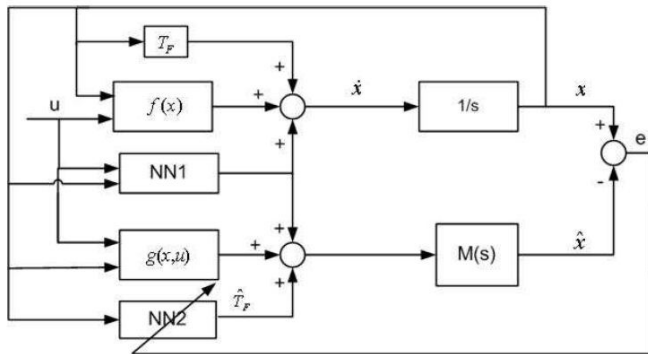 T_F
u
+
ẋ
x
f(x)
+
1/s
+
+
e
NN1
-
+
x̂
g(x,u)
+
M(s)
+
T̂_F
NN2